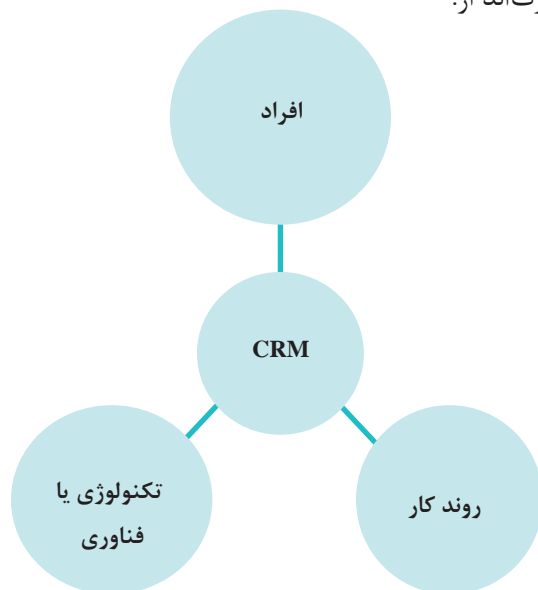 افراد
CRM
تکنولوژی یا
فناوری
روند کار